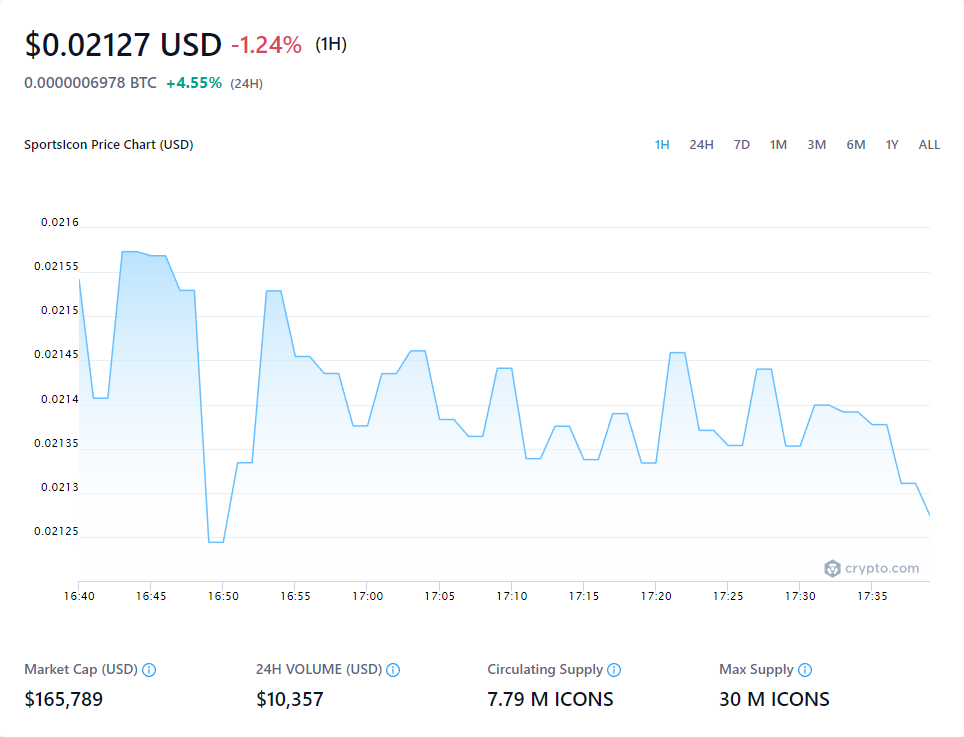 $0.02127 USD -1.24% (1H)
0.0000006978 BTC +4.55% (24H)
SportsIcon Price Chart (USD) 1H 24H 7D 1M 3M 6M 1Y ALL
0.0216
0.02155
0.0215
0.02145
0.0214
0.02135
0.0213
0.02125
crypto.com
16:40 16:45 16:50 16:55 17:00 17:05 17:10 17:15 17:20 17:25 17:30 17:35
Market Cap (USD) 24H VOLUME (USD) Circulating Supply Max Supply
$165,789 $10,357 7.79 M ICONS 30 M ICONS